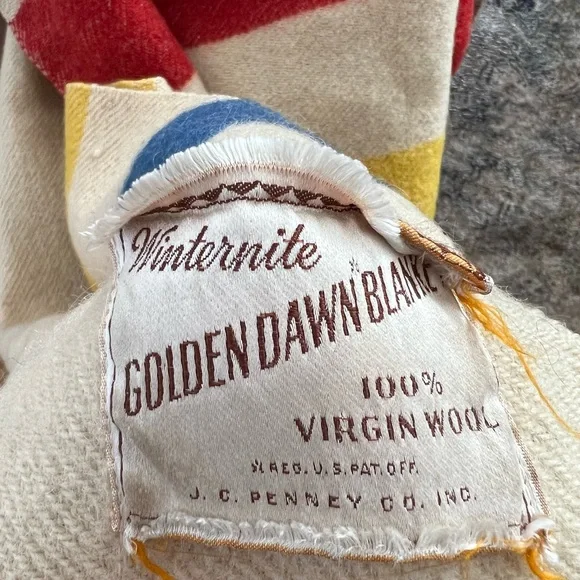 Winternite
GOLDEN DAWN* BLANKE
100%
VIRGIN WOOL
* REG. U.S. PAT. OFF.
J. C. PENNEY CO. INC.